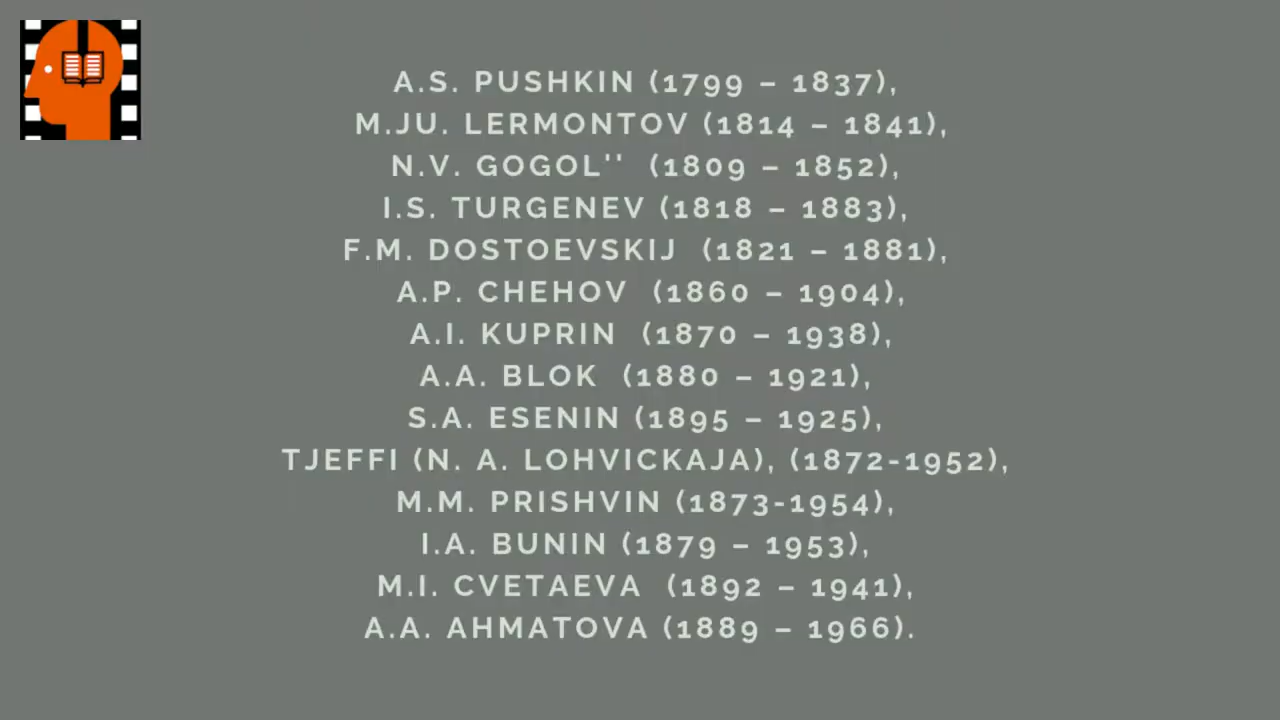 A.S. PUSHKIN (1799 – 1837),
M.JU. LERMONTOV (1814 – 1841),
N.V. GOGOL'' (1809 – 1852),
I.S. TURGENEV (1818 – 1883),
F.M. DOSTOEVSKIJ (1821 – 1881),
A.P. CHEHOV (1860 – 1904),
A.I. KUPRIN (1870 – 1938),
A.A. BLOK (1880 – 1921),
S.A. ESENIN (1895 – 1925),
TJEFFI (N. A. LOHVICKAJA), (1872-1952),
M.M. PRISHVIN (1873-1954),
I.A. BUNIN (1879 – 1953),
M.I. CVETAEVA (1892 – 1941),
A.A. AHMATOVA (1889 – 1966).